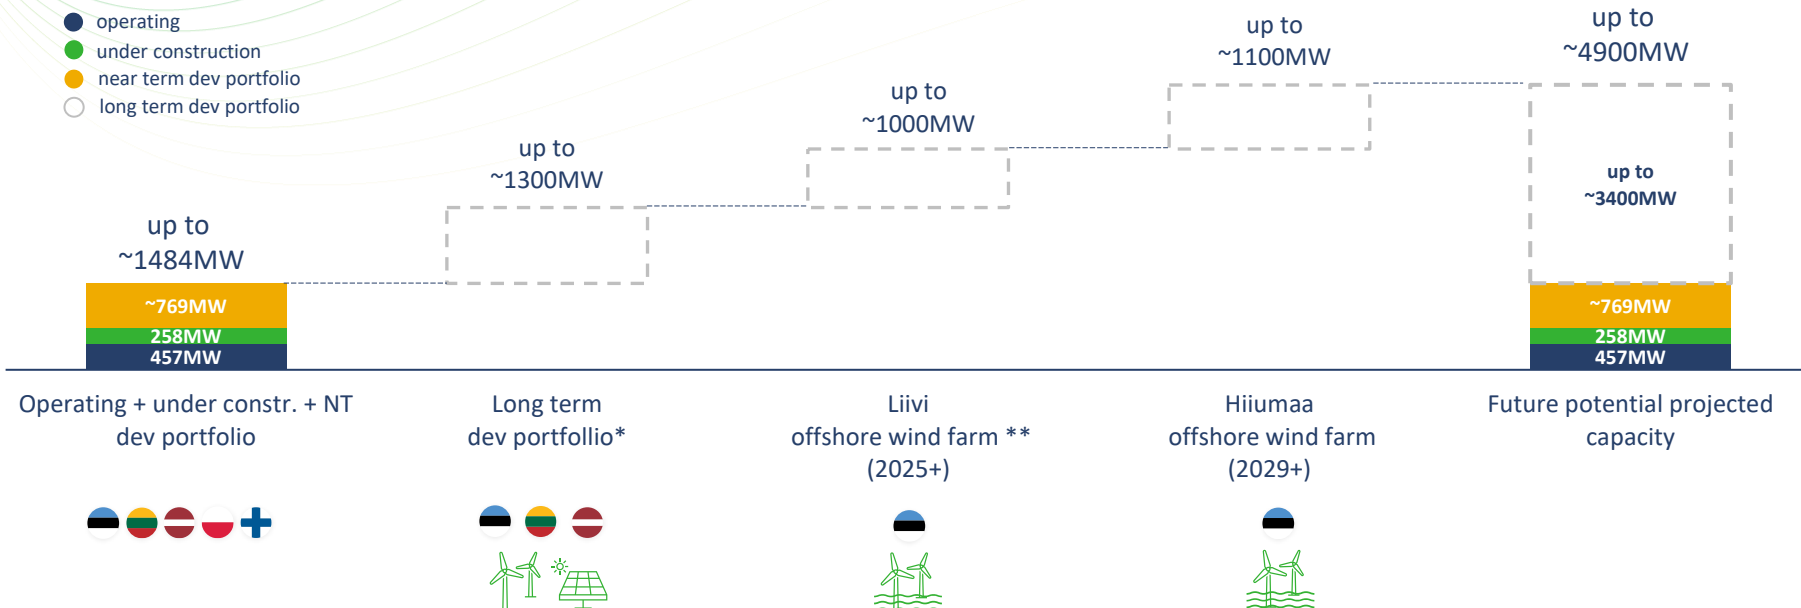 operating
under construction
near term dev portfolio
long term dev portfolio
up to
~1484MW
~769MW
258MW
457MW
up to
~1300MW
up to
~1000MW
up to
~1100MW
up to
~4900MW
up to
~3400MW
~769MW
258MW
457MW
Operating + under constr. + NT
dev portfolio
Long term
dev portfollio*
Liivi
offshore wind farm **
(2025+)
Hiiumaa
offshore wind farm
(2029+)
Future potential projected
capacity